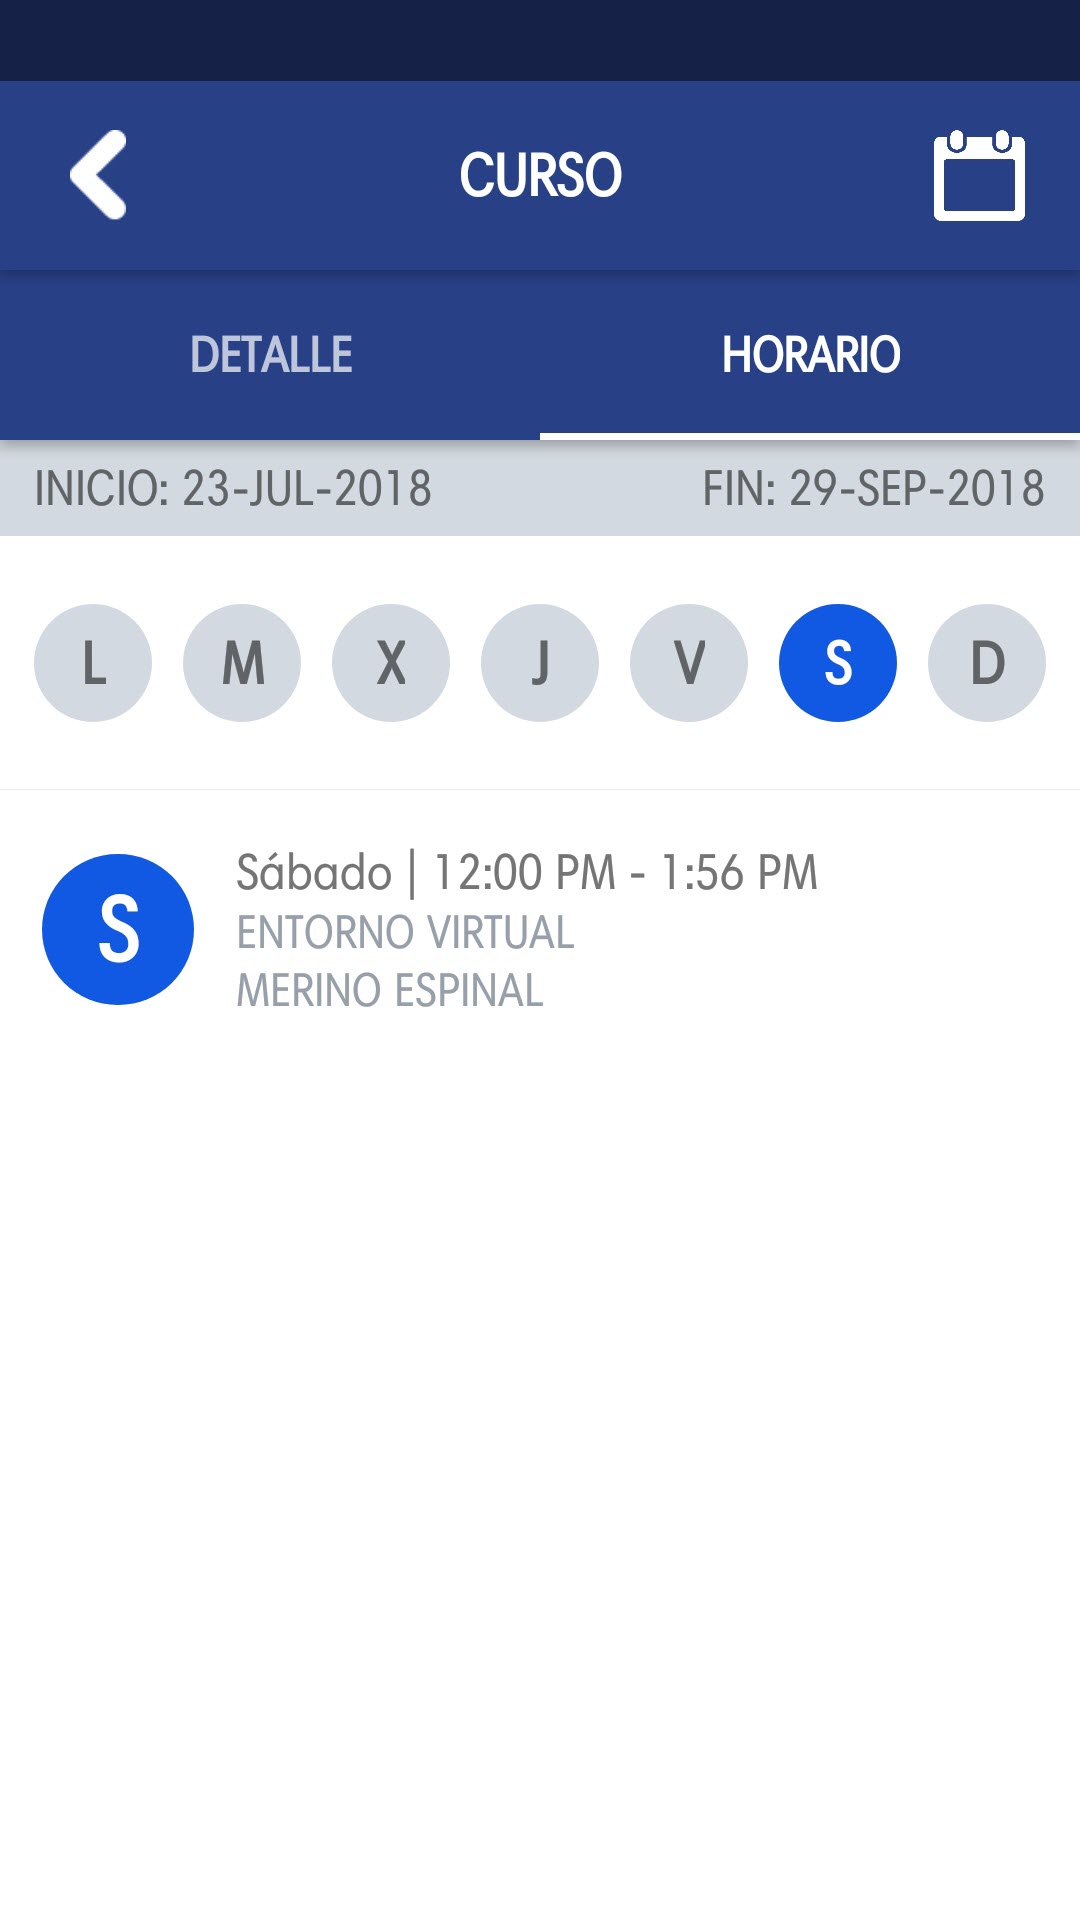 CURSO
DETALLE HORARIO
INICIO: 23-JUL-2018 FIN: 29-SEP-2018
L M X J V S D
S
Sábado | 12:00 PM - 1:56 PM
ENTORNO VIRTUAL
MERINO ESPINAL